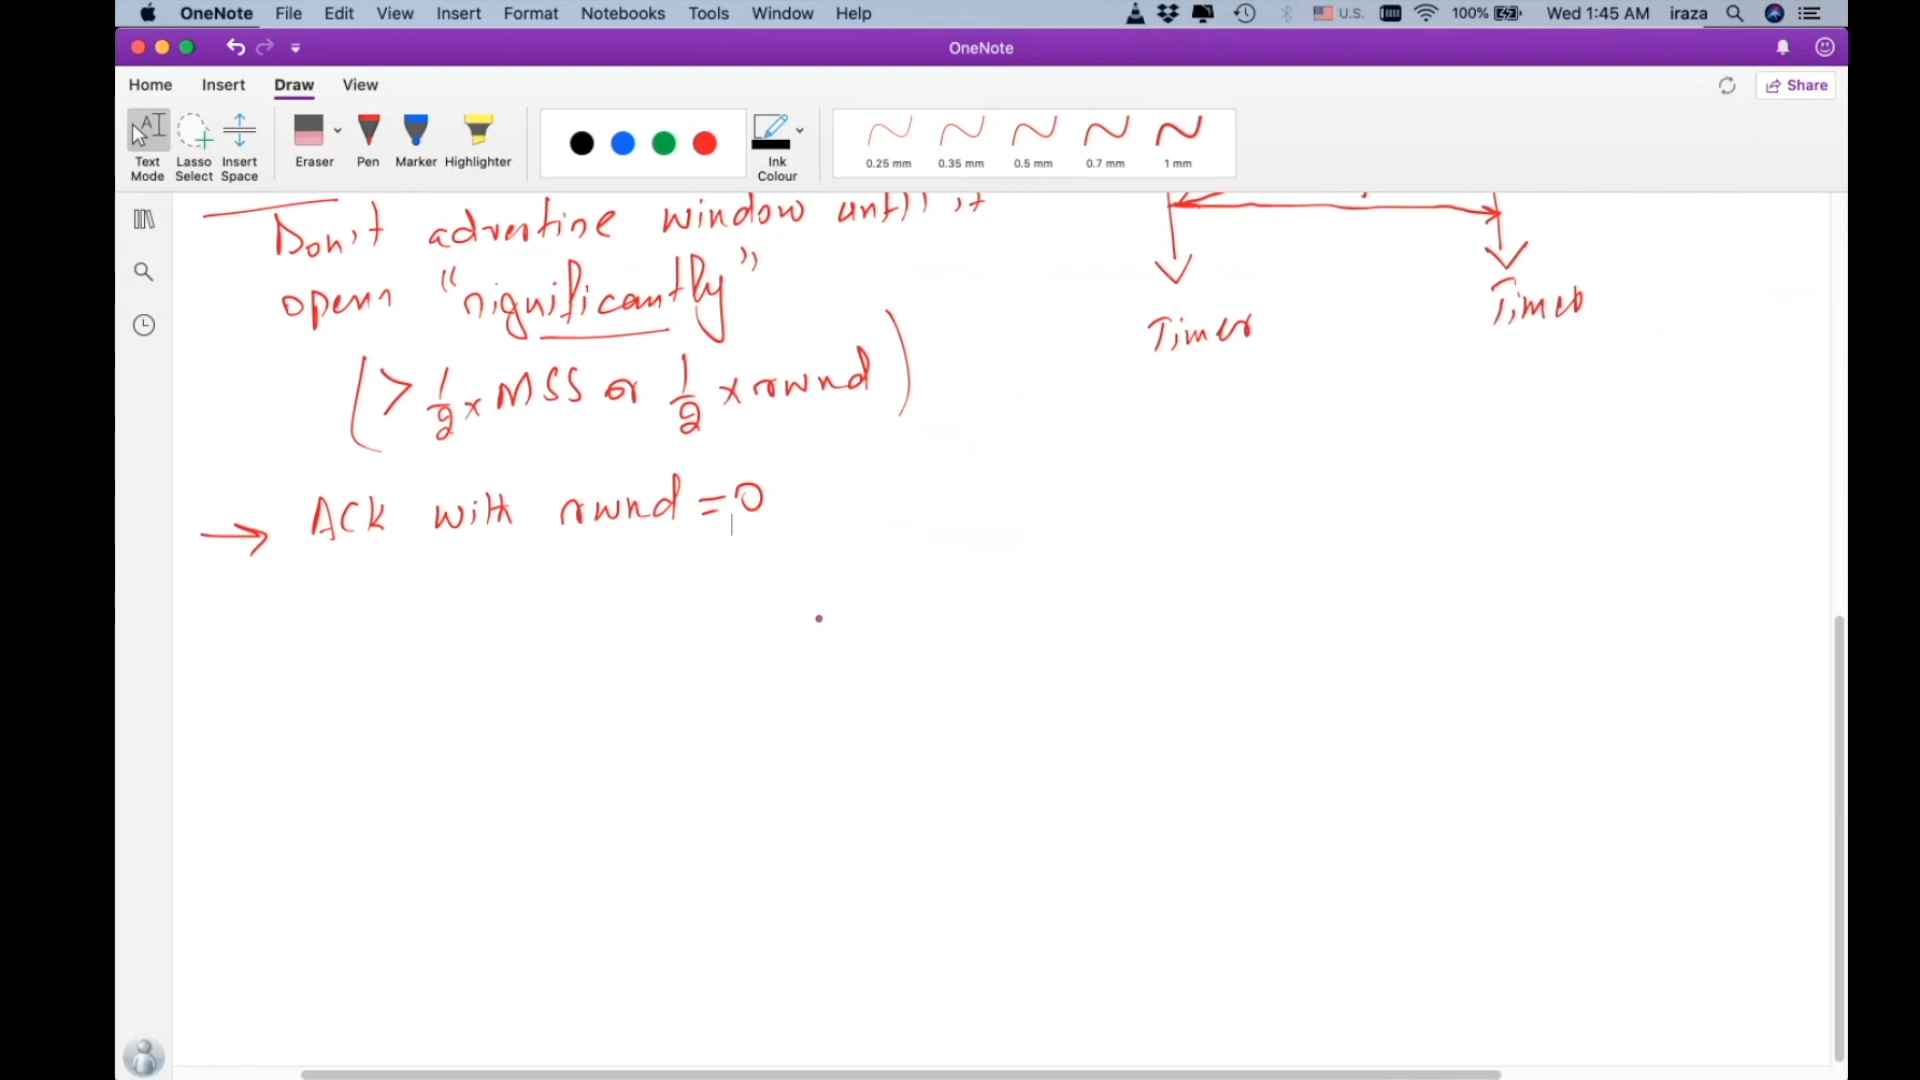 OneNote File Edit View Insert Format Notebooks Tools Window Help U.S. 100% Wed 1:45 AM iraza
OneNote
Home Insert Draw View Share
Text Mode Lasso Select Insert Space Eraser Pen Marker Highlighter Ink Colour 0.25 mm 0.35 mm 0.5 mm 0.7 mm 1 mm
Don't advertise window until it
opens "significantly"
(> 1/2 x MSS or 1/2 x rwnd)
Timer
Timer
→ ACK with rwnd = 0